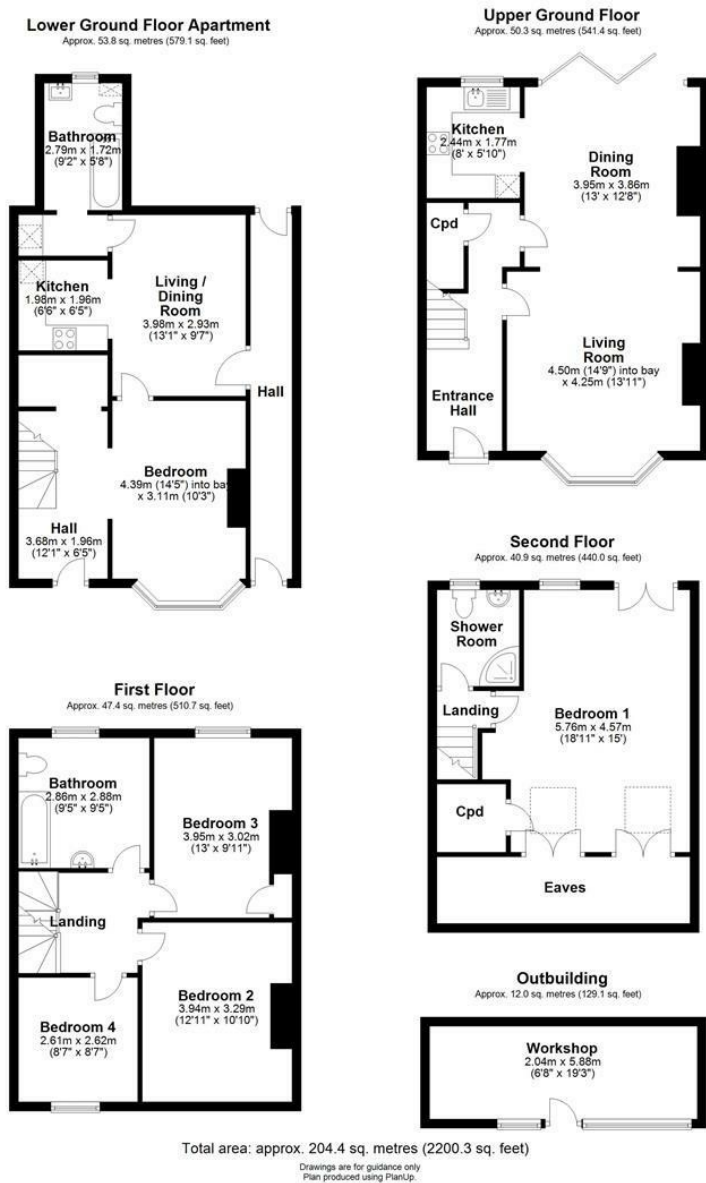 Lower Ground Floor Apartment
Approx. 53.8 sq. metres (579.1 sq. feet)
Bathroom
2.79m x 1.72m
(9'2" x 5'8")
Kitchen
1.98m x 1.96m
(6'6" x 6'5")
Living /
Dining
Room
3.98m x 2.93m
(13'1" x 9'7")
Hall
Bedroom
4.39m (14'5") into bay
x 3.11m (10'3")
Hall
3.68m x 1.96m
(12'1" x 6'5")
Upper Ground Floor
Approx. 50.3 sq. metres (541.4 sq. feet)
Kitchen
2.44m x 1.77m
(8' x 5'10")
Dining
Room
3.95m x 3.86m
(13' x 12'8")
Cpd
Living
Room
4.50m (14'9") into bay
x 4.25m (13'11")
Entrance
Hall
First Floor
Approx. 47.4 sq. metres (510.7 sq. feet)
Bathroom
2.86m x 2.88m
(9'5" x 9'5")
Bedroom 3
3.95m x 3.02m
(13' x 9'11")
Landing
Bedroom 2
3.94m x 3.29m
(12'11" x 10'10")
Bedroom 4
2.61m x 2.62m
(8'7" x 8'7")
Second Floor
Approx. 40.9 sq. metres (440.0 sq. feet)
Shower
Room
Landing
Bedroom 1
5.76m x 4.57m
(18'11" x 15')
Cpd
Eaves
Outbuilding
Approx. 12.0 sq. metres (129.1 sq. feet)
Workshop
2.04m x 5.88m
(6'8" x 19'3")
Total area: approx. 204.4 sq. metres (2200.3 sq. feet)
Drawings are for guidance only
Plan produced using PlanUp.